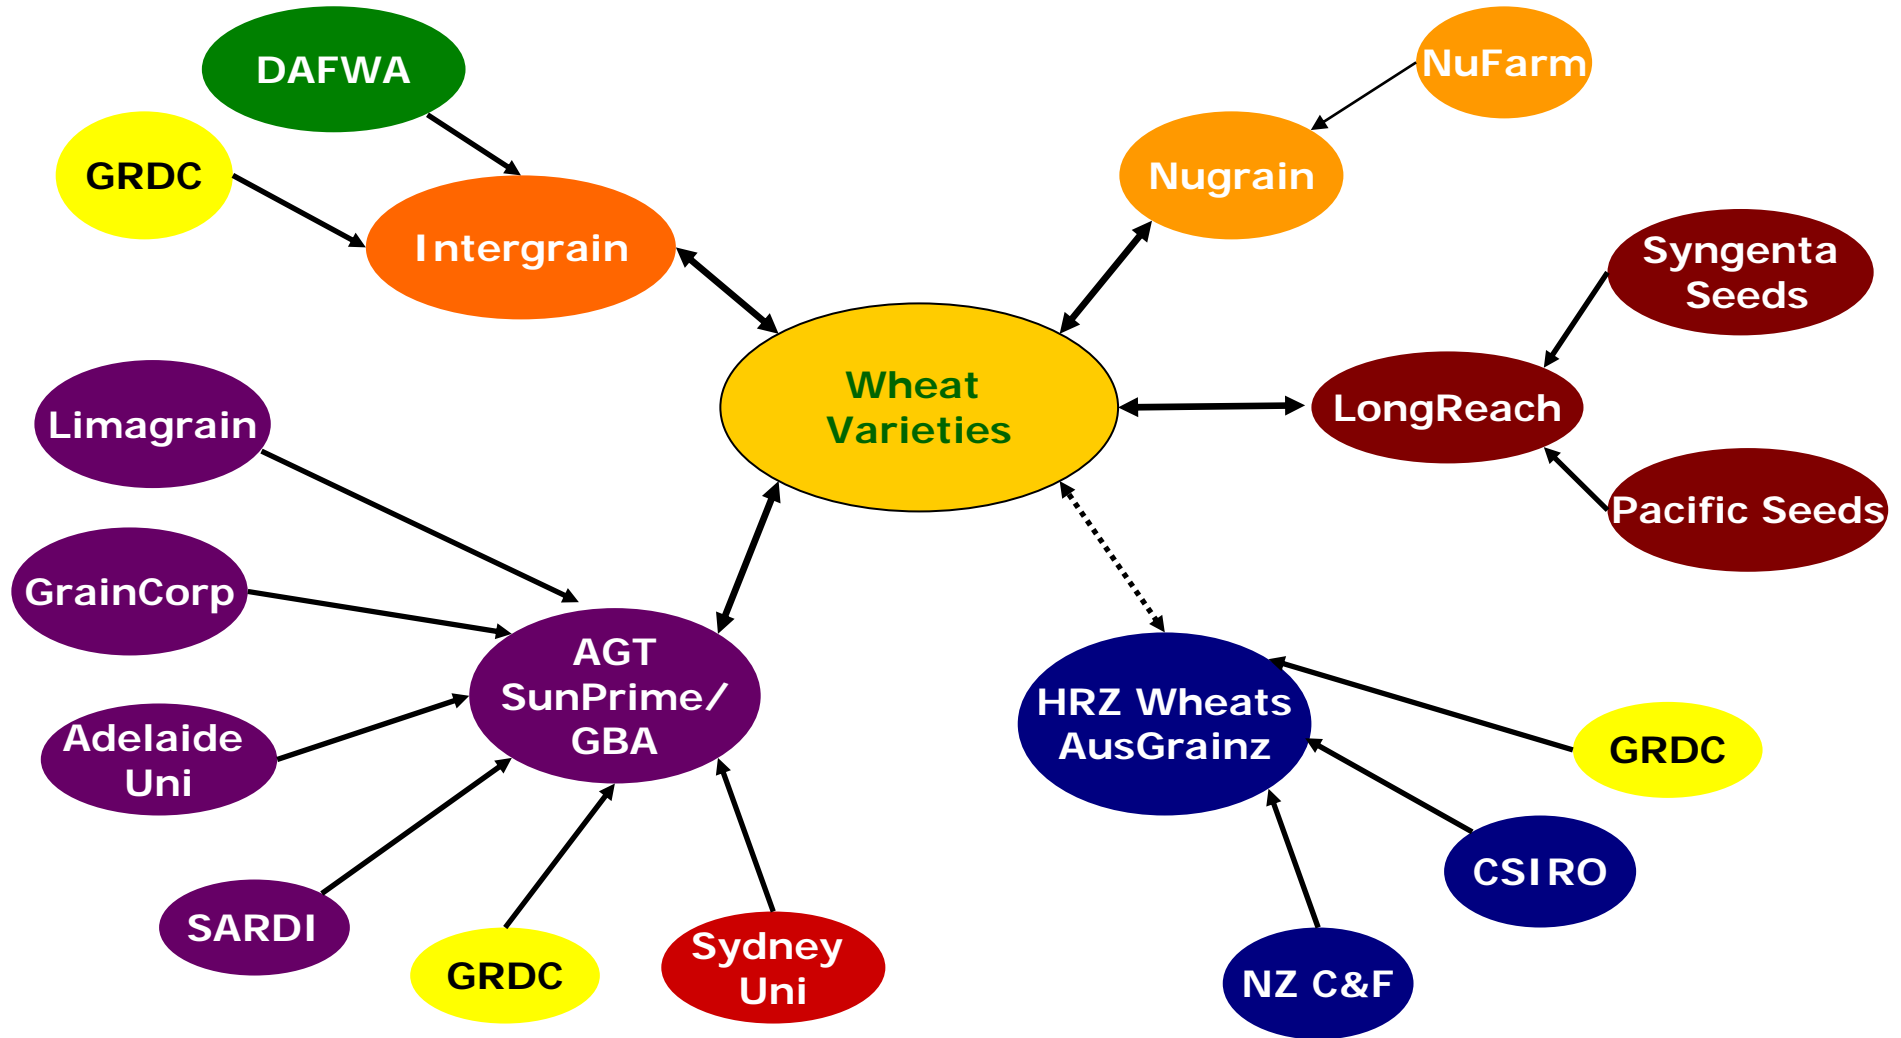 DAFWA
NuFarm
GRDC
Nugrain
Intergrain
Syngenta
Seeds
Wheat
Varieties
Limagrain
LongReach
Pacific Seeds
GrainCorp
AGT
SunPrime/
GBA
HRZ Wheats
AusGrainz
Adelaide
Uni
GRDC
CSIRO
SARDI
GRDC
Sydney
Uni
NZ C&F